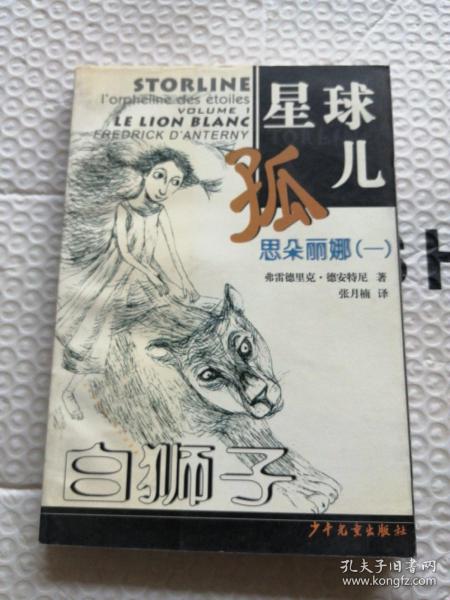 STORLINE
l'orpheline des étoiles
VOLUME 1
LE LION BLANC
FREDRICK D'ANTERNY
星球
孤儿
思朵丽娜(一)
弗雷德里克·德安特尼 著
张月楠 译
白狮子
少年儿童出版社
孔夫子旧书网
www.kongfz.com